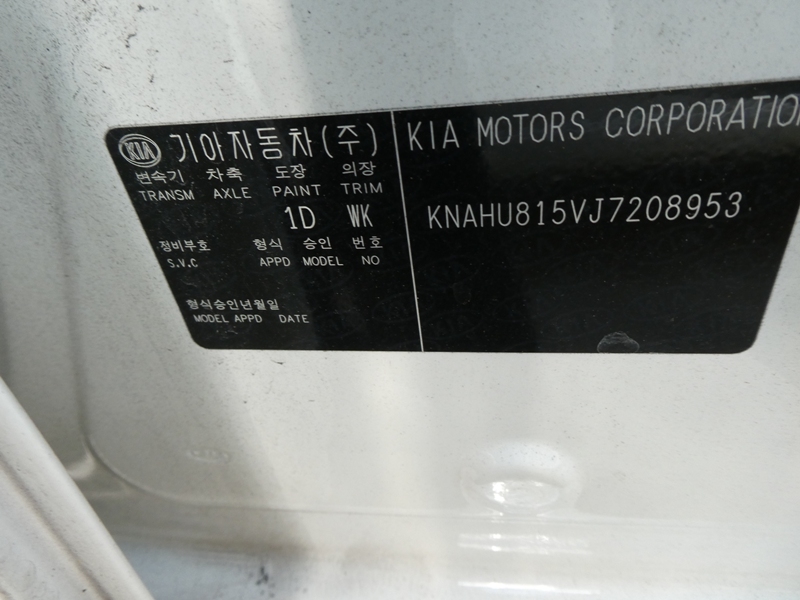 KIA 기아자동차(주)
변속기 차축 도장 의장
TRANSM AXLE PAINT TRIM
1D WK
정비부호 형식 승인 번호
S.V.C APPD MODEL NO
형식승인년월일
MODEL APPD DATE
KIA MOTORS CORPORATION
KNAHU815VJ7208953